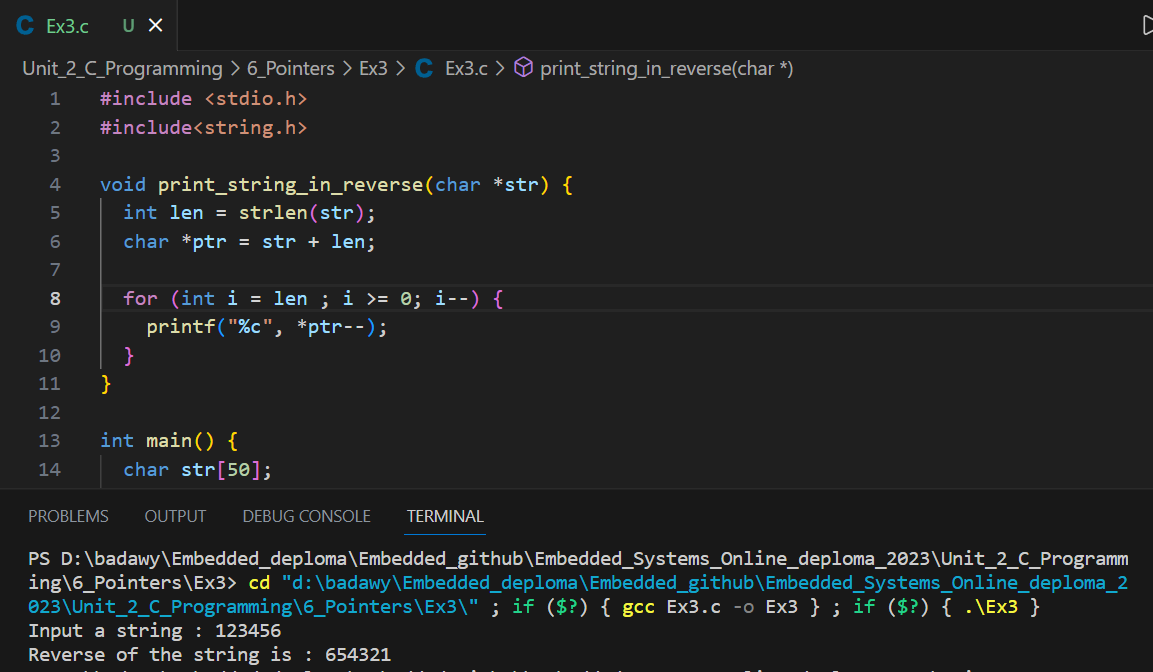 Ex3.c U
Unit_2_C_Programming > 6_Pointers > Ex3 > C Ex3.c > print_string_in_reverse(char *)
1 #include <stdio.h>
2 #include<string.h>
3
4 void print_string_in_reverse(char *str) {
5 int len = strlen(str);
6 char *ptr = str + len;
7
8 for (int i = len ; i >= 0; i--) {
9 printf("%c", *ptr--);
10 }
11 }
12
13 int main() {
14 char str[50];
PROBLEMS OUTPUT DEBUG CONSOLE TERMINAL
PS D:\badawy\Embedded_deploma\Embedded_github\Embedded_Systems_Online_deploma_2023\Unit_2_C_Programm
ing\6_Pointers\Ex3> cd "d:\badawy\Embedded_deploma\Embedded_github\Embedded_Systems_Online_deploma_2
023\Unit_2_C_Programming\6_Pointers\Ex3\" ; if ($?) { gcc Ex3.c -o Ex3 } ; if ($?) { .\Ex3 }
Input a string : 123456
Reverse of the string is : 654321